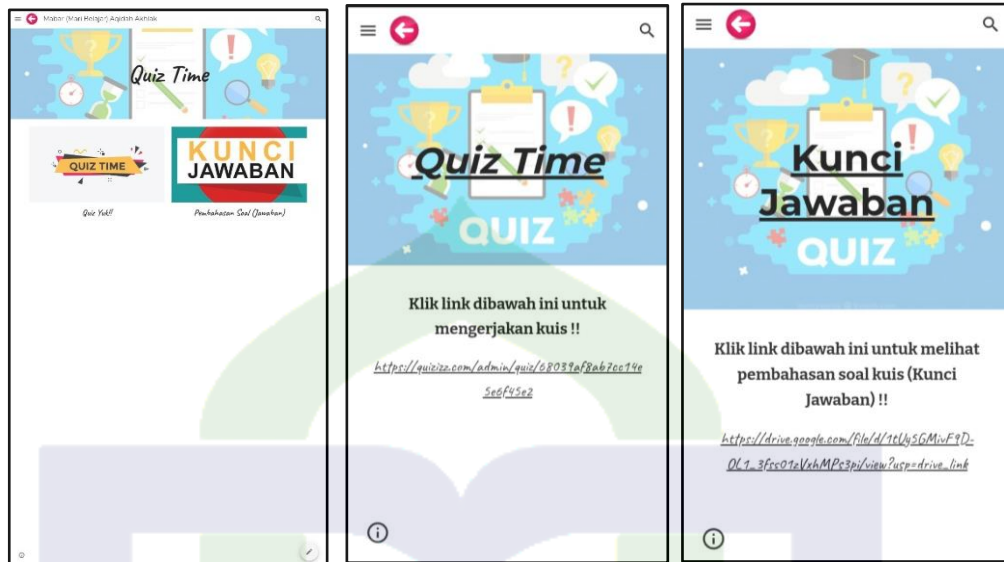 Maber (Mari Belajar) Aqidah Akhlak
Quiz Time
QUIZ TIME
KUNCI
JAWABAN
Quiz Yuk!!
Pembahasan Soal (Jawaban)
Quiz Time
QUIZ
Klik link dibawah ini untuk
mengerjakan kuis !!
https://quizizz.com/admin/quiz/68039af8ab7cc14e
5e6f45e2
Kunci
Jawaban
QUIZ
Klik link dibawah ini untuk melihat
pembahasan soal kuis (Kunci
Jawaban) !!
https://drive.google.com/file/d/1tUy5GMivF9D-
OL1_3fss01zVxhMPs3pi/view?usp=drive_link